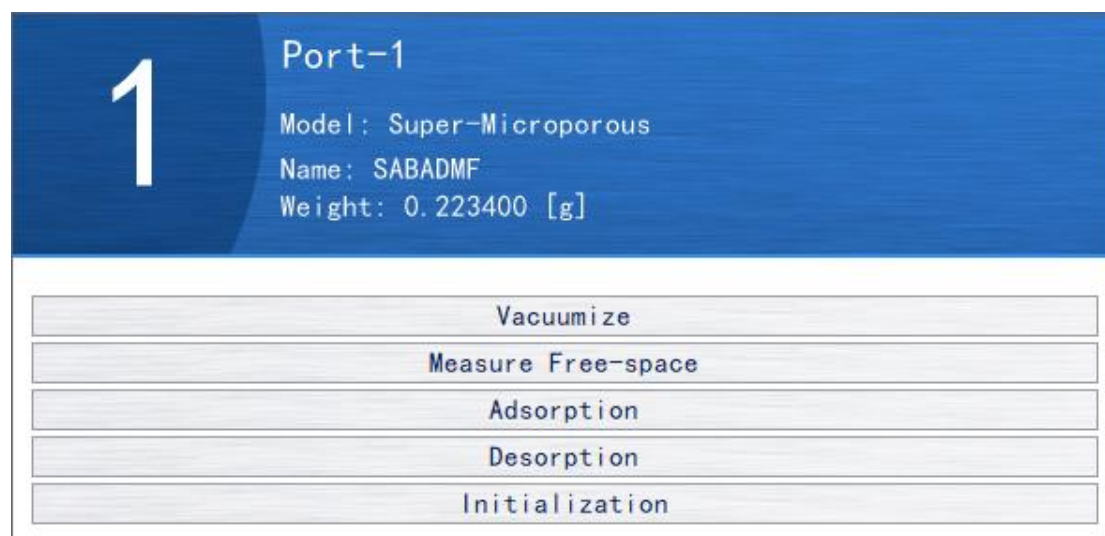 1
Port-1
Model: Super-Microporous
Name: SABADMF
Weight: 0.223400 [g]
Vacuumize
Measure Free-space
Adsorption
Desorption
Initialization